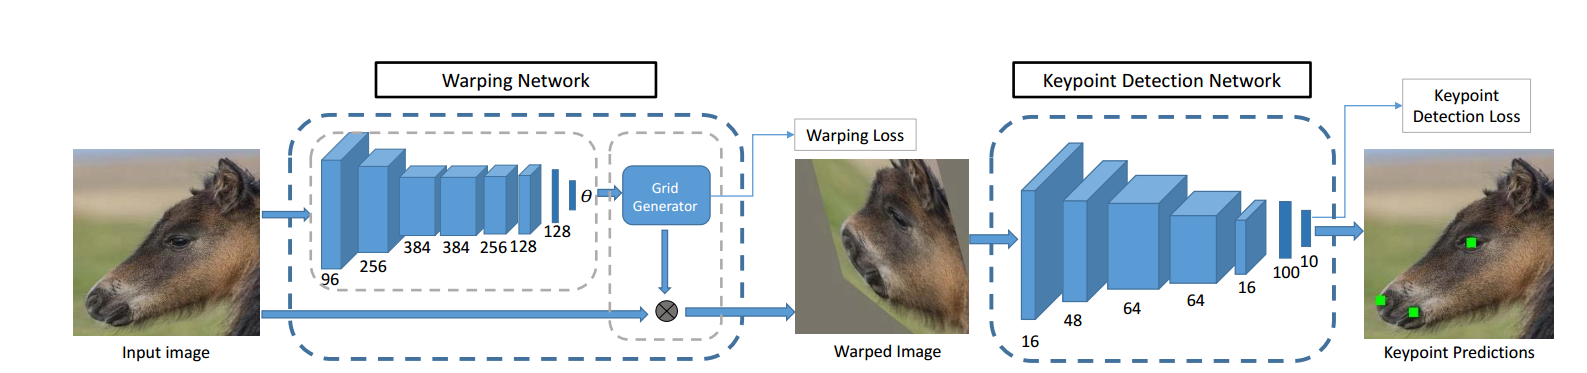 Warping Network
Keypoint Detection Network
Keypoint
Detection Loss
Warping Loss
Grid
Generator
θ
96
256
384
384
256
128
128
16
48
64
64
16
100
10
Input image
Warped Image
Keypoint Predictions